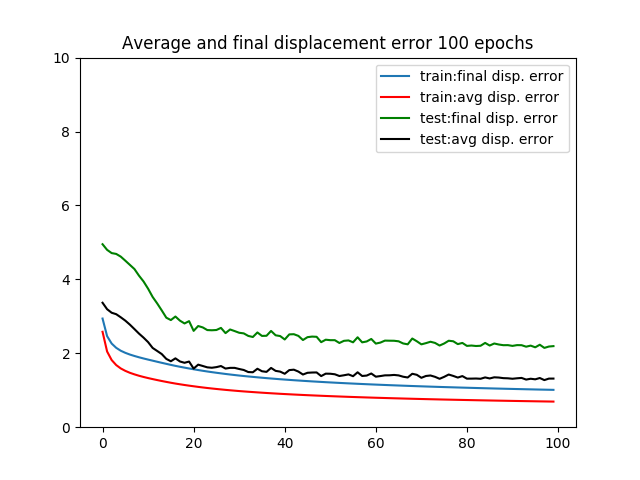 Average and final displacement error 100 epochs
train:final disp. error
train:avg disp. error
test:final disp. error
test:avg disp. error
10
8
6
4
2
0
0 20 40 60 80 100